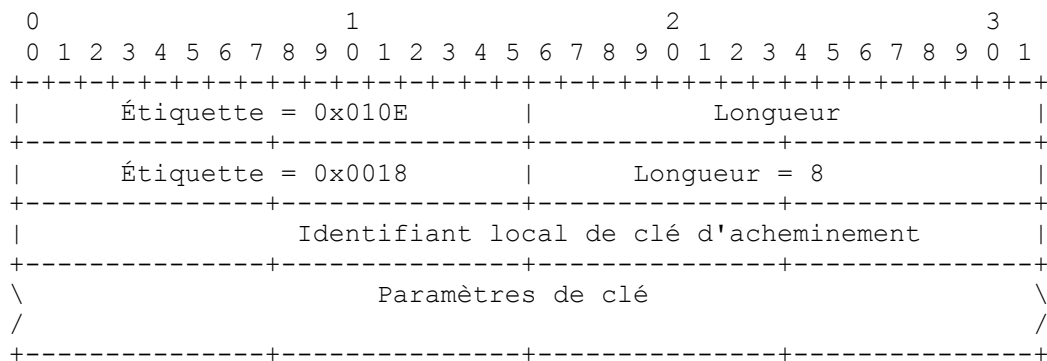 0                   1                   2                   3
0 1 2 3 4 5 6 7 8 9 0 1 2 3 4 5 6 7 8 9 0 1 2 3 4 5 6 7 8 9 0 1
+-+-+-+-+-+-+-+-+-+-+-+-+-+-+-+-+-+-+-+-+-+-+-+-+-+-+-+-+-+-+-+-+
|      Étiquette = 0x010E       |           Longueur            |
+---------------+---------------+---------------+---------------+
|      Étiquette = 0x0018       |      Longueur = 8             |
+---------------+---------------+---------------+---------------+
|                 Identifiant local de clé d'acheminement       |
+---------------+---------------+---------------+---------------+
\                      Paramètres de clé                        \
/                                                               /
+---------------+---------------+---------------+---------------+